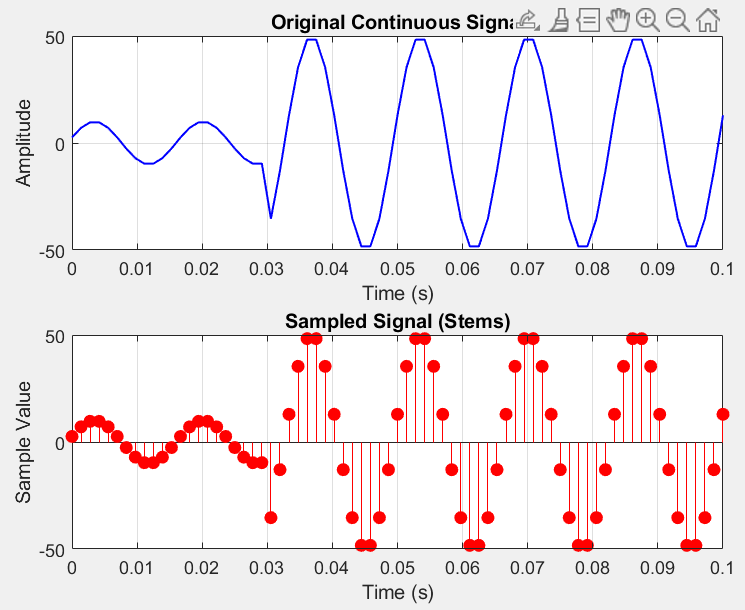 Original Continuous Signa
50
0
-50
Amplitude
0 0.01 0.02 0.03 0.04 0.05 0.06 0.07 0.08 0.09 0.1
Time (s)
Sampled Signal (Stems)
50
0
-50
Sample Value
0 0.01 0.02 0.03 0.04 0.05 0.06 0.07 0.08 0.09 0.1
Time (s)